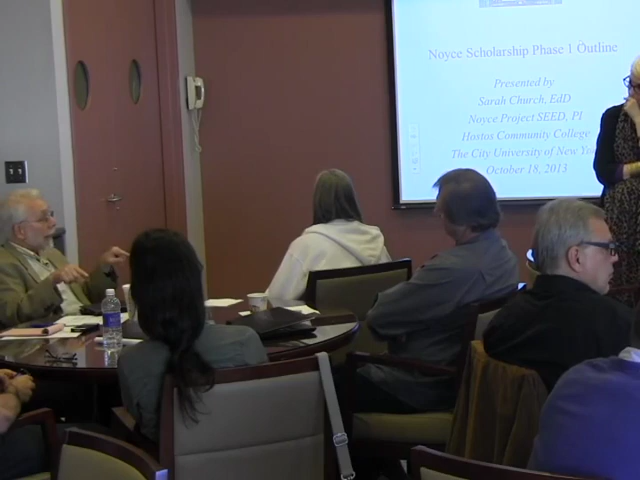 Noyce Scholarship Phase 1 Outline
Presented by
Sarah Church, EdD
Noyce Project SEED, PI
Hostos Community College
The City University of New
October 18, 2013